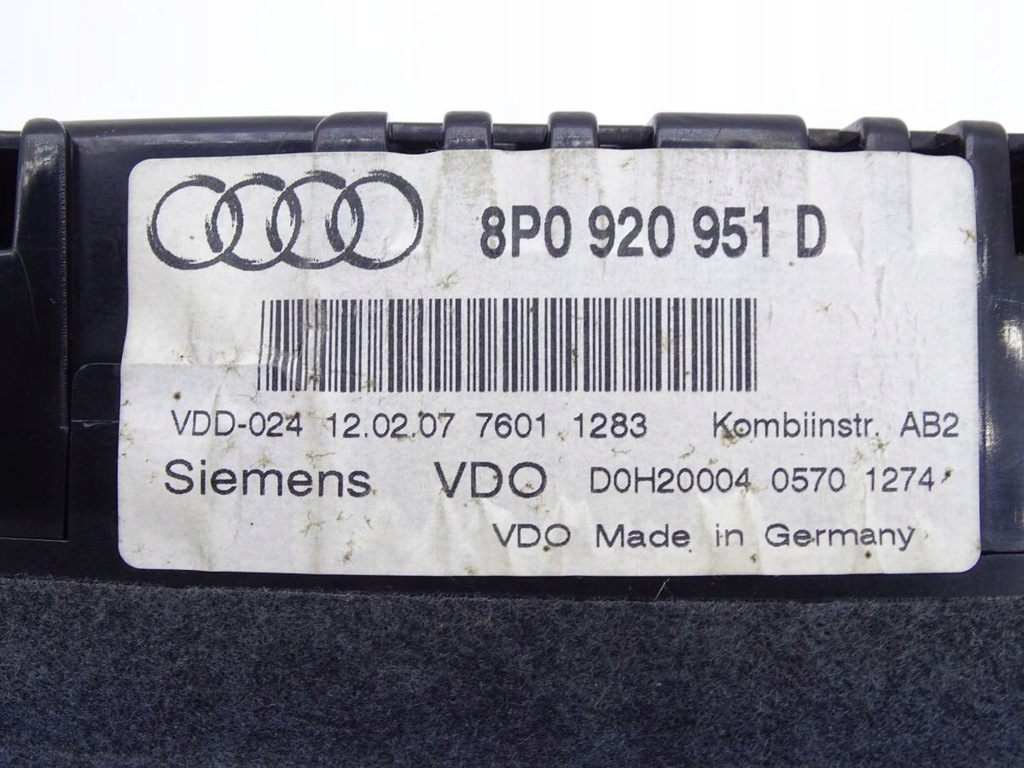 8P0 920 951 D
VDD-024 12.02.07 7601 1283 Kombiinstr. AB2
Siemens VDO D0H20004 0570 1274
VDO Made in Germany